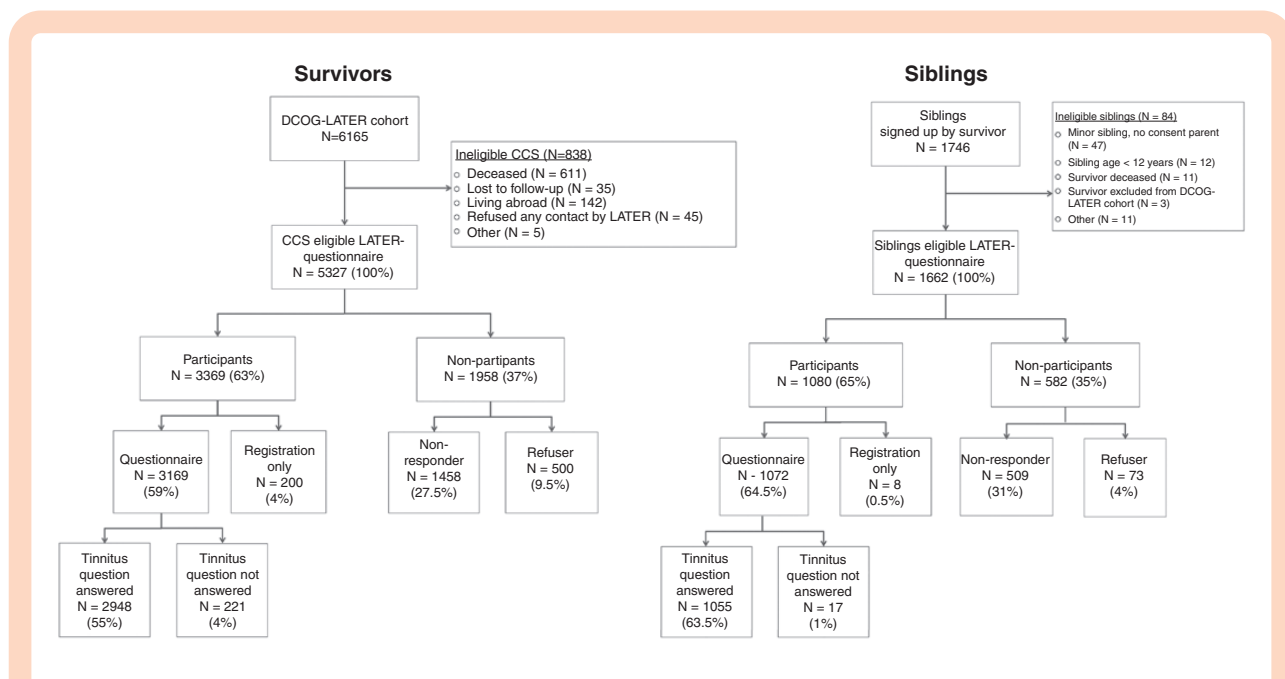 Survivors
DCOG-LATER cohort
N=6165
Ineligible CCS (N=838)
Deceased (N = 611)
Lost to follow-up (N = 35)
Living abroad (N = 142)
Refused any contact by LATER (N = 45)
Other (N = 5)
CCS eligible LATER-
questionnaire
N = 5327 (100%)
Participants
N = 3369 (63%)
Non-partipants
N = 1958 (37%)
Questionnaire
N = 3169
(59%)
Registration
only
N = 200
(4%)
Non-
responder
N = 1458
(27.5%)
Refuser
N = 500
(9.5%)
Tinnitus
question
answered
N = 2948
(55%)
Tinnitus
question not
answered
N = 221
(4%)
Siblings
Siblings
signed up by survivor
N = 1746
Ineligible siblings (N = 84)
Minor sibling, no consent parent
(N = 47)
Sibling age < 12 years (N = 12)
Survivor deceased (N = 11)
Survivor excluded from DCOG-
LATER cohort (N = 3)
Other (N = 11)
Siblings eligible LATER-
questionnaire
N = 1662 (100%)
Participants
N = 1080 (65%)
Non-participants
N = 582 (35%)
Questionnaire
N - 1072
(64.5%)
Registration
only
N = 8
(0.5%)
Non-responder
N = 509
(31%)
Refuser
N = 73
(4%)
Tinnitus
question
answered
N = 1055
(63.5%)
Tinnitus
question not
answered
N = 17
(1%)